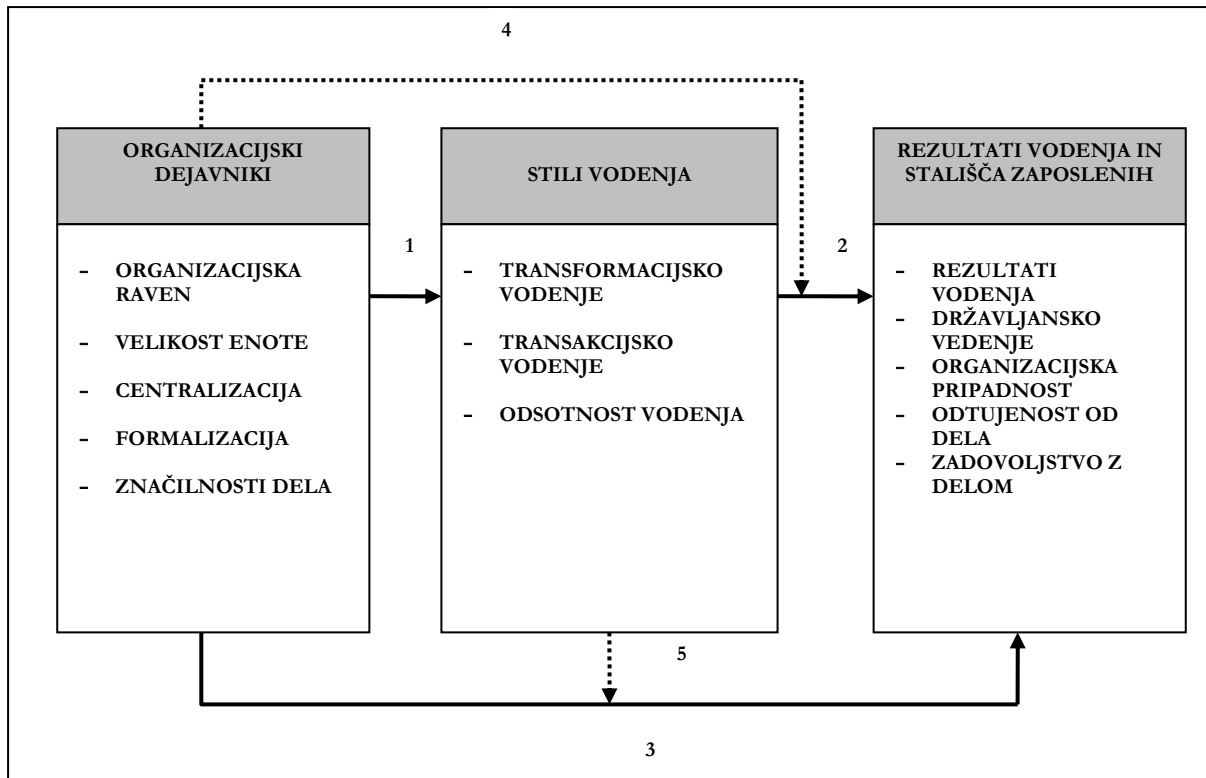 4
ORGANIZACIJSKI
DEJAVNIKI
- ORGANIZACIJSKA
RAVEN
- VELIKOST ENOTE
- CENTRALIZACIJA
- FORMALIZACIJA
- ZNAČILNOSTI DELA
1
STILI VODENJA
- TRANSFORMACIJSKO
VODENJE
- TRANSAKCIJSKO
VODENJE
- ODSOTNOST VODENJA
2
REZULTATI VODENJA IN
STALIŠČA ZAPOSLENIH
- REZULTATI
VODENJA
- DRŽAVLJANSKO
VEDENJE
- ORGANIZACIJSKA
PRIPADNOST
- ODTUJENOST OD
DELA
- ZADOVOLJSTVO Z
DELOM
5
3